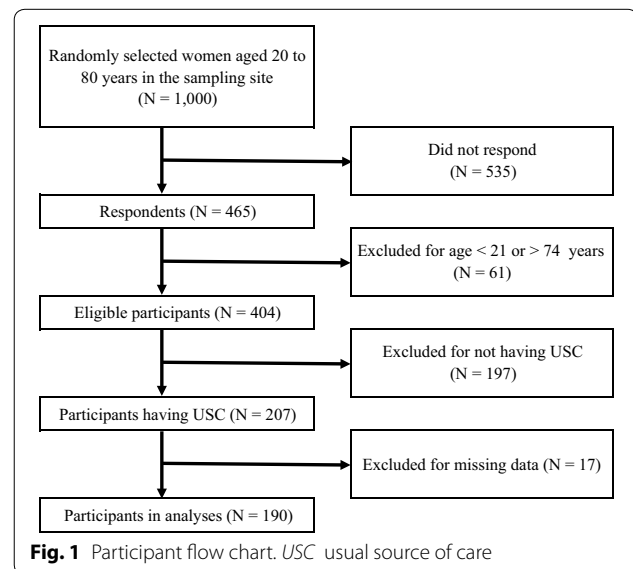 Randomly selected women aged 20 to
80 years in the sampling site
(N = 1,000)
Did not respond
(N = 535)
Respondents (N = 465)
Excluded for age < 21 or > 74 years
(N = 61)
Eligible participants (N = 404)
Excluded for not having USC
(N = 197)
Participants having USC (N = 207)
Excluded for missing data (N = 17)
Participants in analyses (N = 190)
Fig. 1 Participant flow chart. USC usual source of care